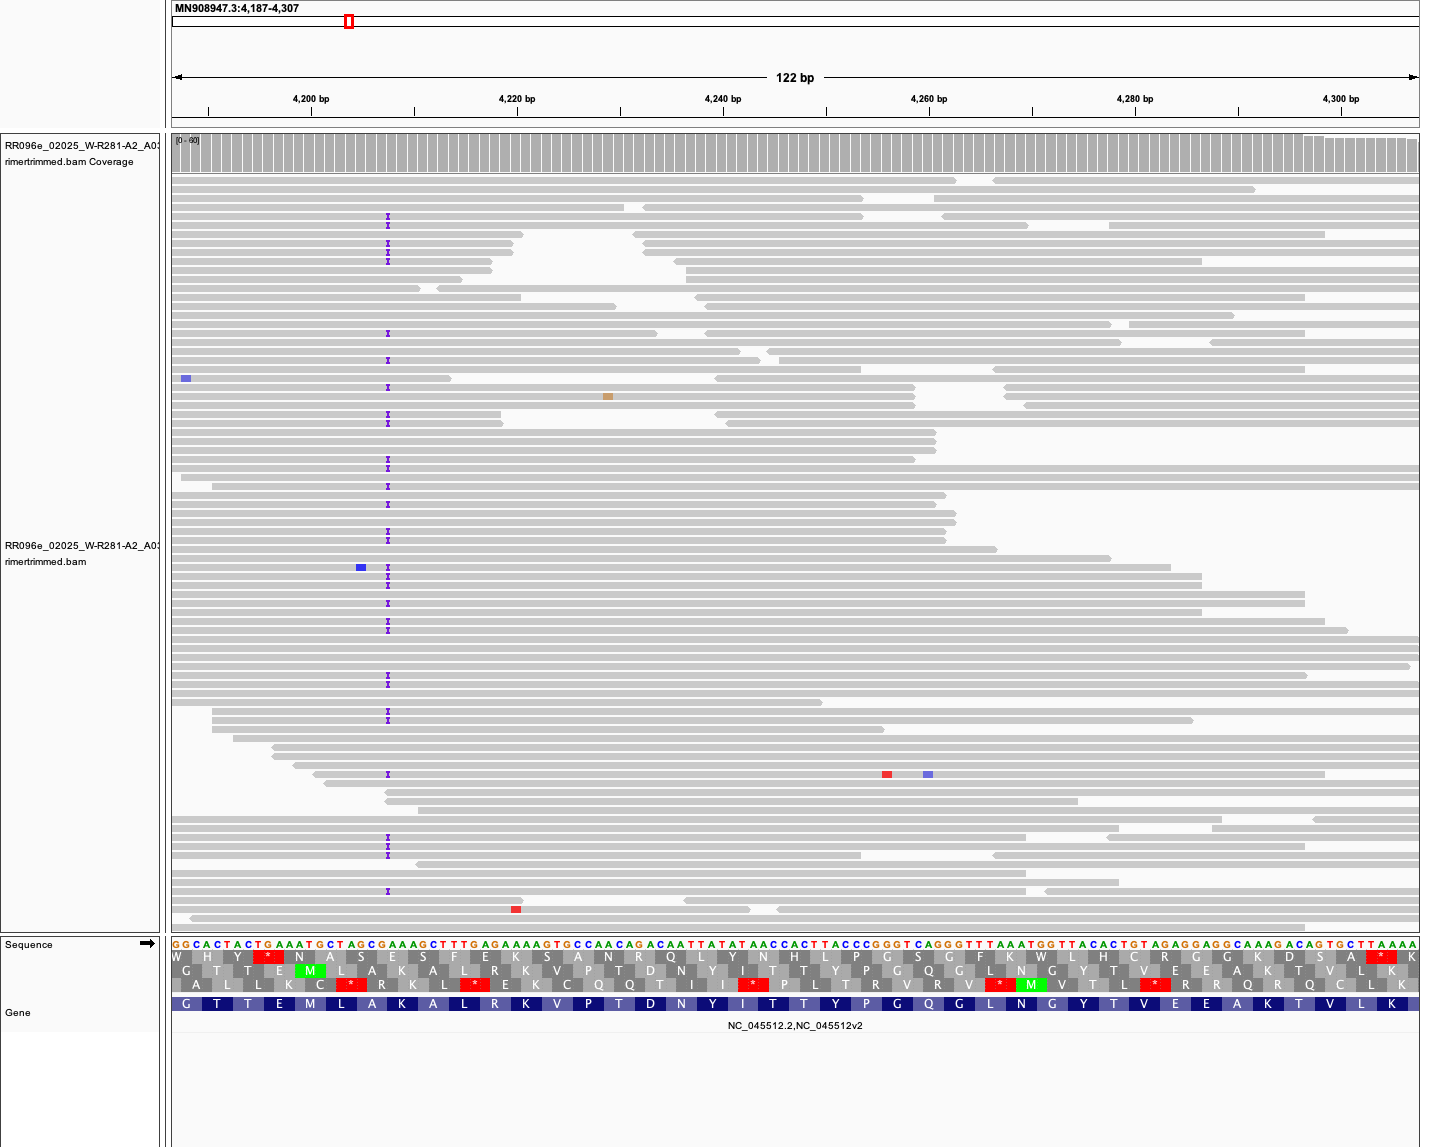 MN908947.3:4,187-4,307
122 bp
4,200 bp 4,220 bp 4,240 bp 4,260 bp 4,280 bp 4,300 bp
RR096e_02025_W-R281-A2_A03
rimertrimmed.bam Coverage
[0 - 60]
RR096e_02025_W-R281-A2_A03
rimertrimmed.bam
Sequence
GGCACTACTGAAATGCTAGCGAAAGCTTTGAGAAAAGTGCCAACAGACAATTATATAACCACTTACCCGGGTCAGGGTTTAAATGGTTACACTGTAGAGGAGGCAAAGACAGTGCTTAAAA
W H Y * N A S E S F E K S A N R Q L Y N H L P G S G F K W L H C R G G K D S A * K
G T T E M L A K A L R K V P T D N Y I T T Y P G Q G L N G Y T V E E A K T V L K
A L L K C * R K L * E K C Q Q T I I * P L T R V R V * M V T L * R R Q R Q C L K
Gene
G T T E M L A K A L R K V P T D N Y I T T Y P G Q G L N G Y T V E E A K T V L K
NC_045512.2,NC_045512v2